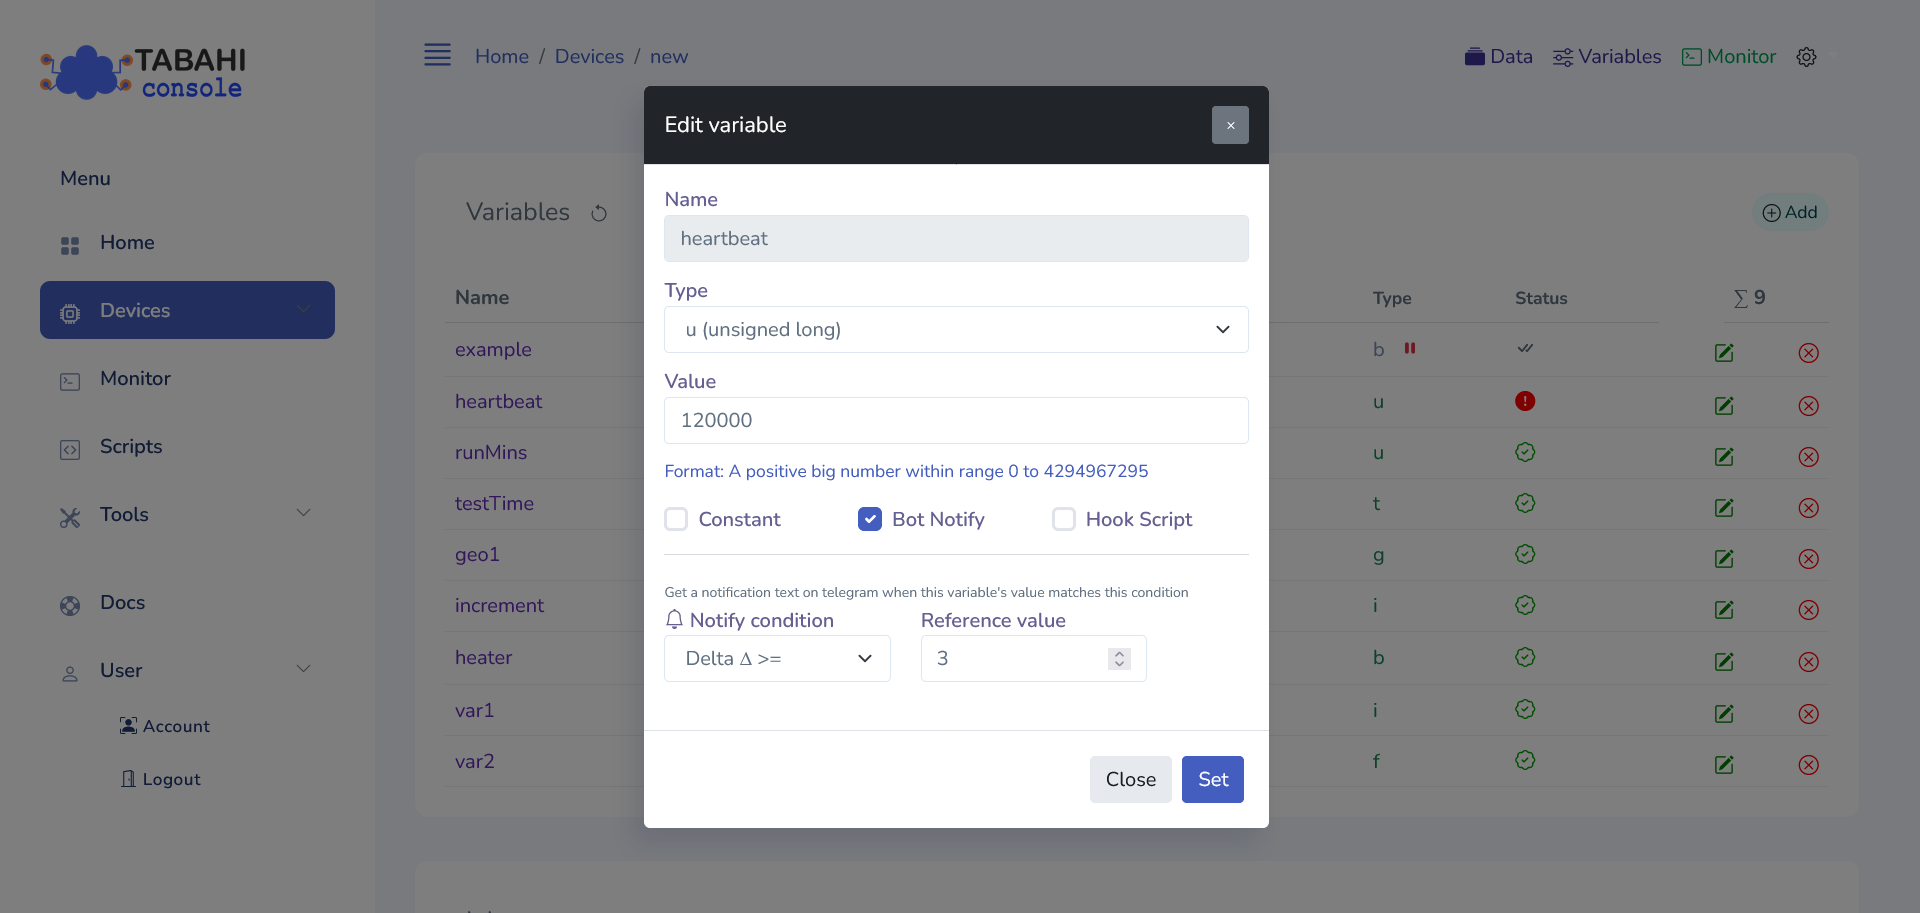 TABAHI
console
Home / Devices / new
Data
Variables
Monitor
Menu
Home
Devices
Monitor
Scripts
Tools
Docs
User
Account
Logout
Variables
Add
Name
Type
Status
∑ 9
example
b
heartbeat
u
runMins
u
testTime
t
geo1
g
increment
i
heater
b
var1
i
var2
f
Edit variable
×
Name
heartbeat
Type
u (unsigned long)
Value
120000
Format: A positive big number within range 0 to 4294967295
Constant
Bot Notify
Hook Script
Get a notification text on telegram when this variable's value matches this condition
Notify condition
Reference value
Delta Δ >=
3
Close
Set